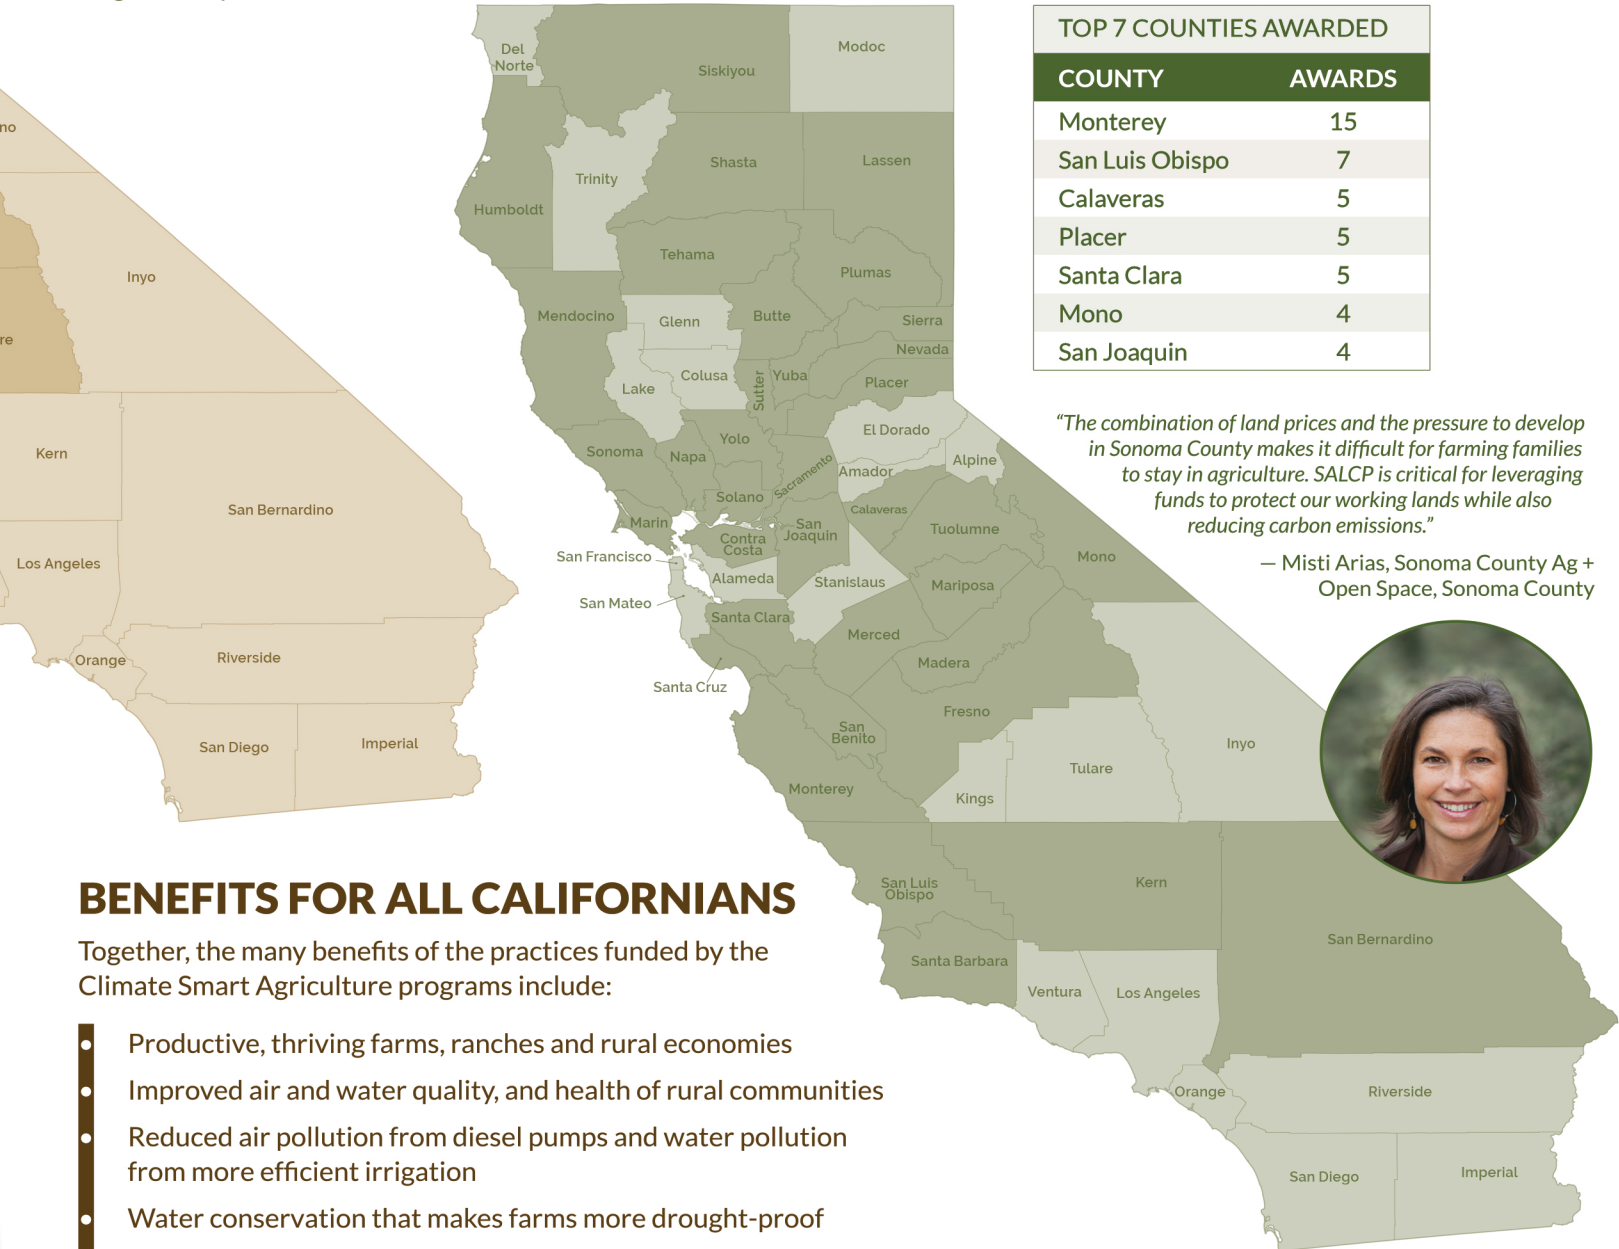 no
Inyo
re
Kern
San Bernardino
Los Angeles
Orange
Riverside
San Diego
Imperial
Del
Norte
Siskiyou
Modoc
Trinity
Shasta
Lassen
Humboldt
Tehama
Plumas
Mendocino
Glenn
Butte
Sierra
Nevada
Lake
Colusa
Sutter
Yuba
Placer
El Dorado
Sonoma
Napa
Yolo
Sacramento
Amador
Alpine
Solano
Calaveras
Marin
Contra
Costa
San
Joaquin
Tuolumne
Mono
San Francisco
Alameda
Stanislaus
Mariposa
San Mateo
Santa Clara
Merced
Madera
Santa Cruz
San
Benito
Fresno
Inyo
Tulare
Kings
Monterey
San Luis
Obispo
Kern
San Bernardino
Santa Barbara
Ventura
Los Angeles
Orange
Riverside
San Diego
Imperial
TOP 7 COUNTIES AWARDED
COUNTY AWARDS
Monterey 15
San Luis Obispo 7
Calaveras 5
Placer 5
Santa Clara 5
Mono 4
San Joaquin 4
“The combination of land prices and the pressure to develop
in Sonoma County makes it difficult for farming families
to stay in agriculture. SALCP is critical for leveraging
funds to protect our working lands while also
reducing carbon emissions.”
— Misti Arias, Sonoma County Ag +
Open Space, Sonoma County
BENEFITS FOR ALL CALIFORNIANS
Together, the many benefits of the practices funded by the
Climate Smart Agriculture programs include:
• Productive, thriving farms, ranches and rural economies
• Improved air and water quality, and health of rural communities
• Reduced air pollution from diesel pumps and water pollution
from more efficient irrigation
• Water conservation that makes farms more drought-proof